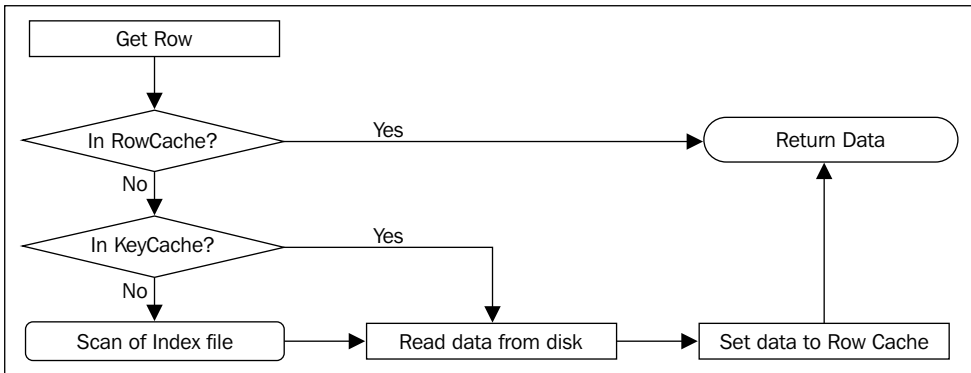 Get Row
In RowCache?
Yes
Return Data
No
In KeyCache?
Yes
No
Scan of Index file
Read data from disk
Set data to Row Cache